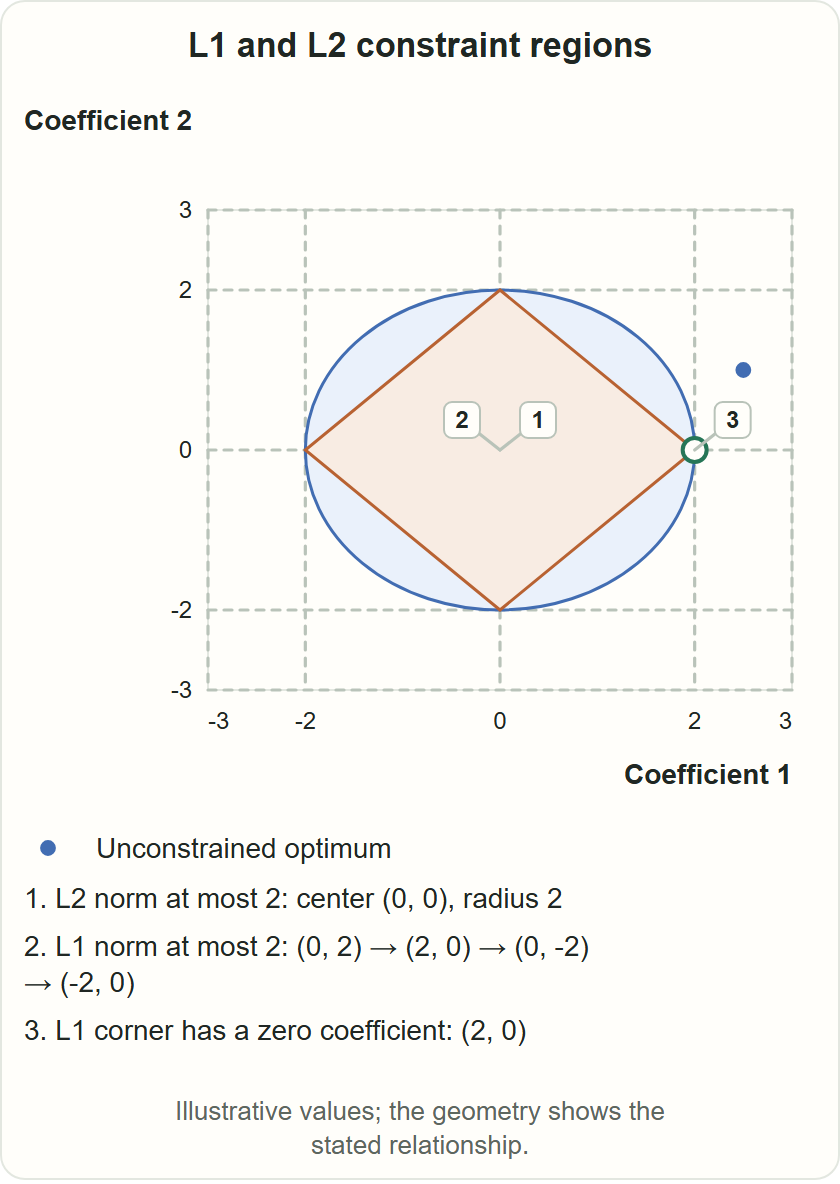 L1 and L2 constraint regions
Coefficient 2
3
2
0
-2
-3
2
1
3
-3
-2
0
2
3
Coefficient 1
Unconstrained optimum
1. L2 norm at most 2: center (0, 0), radius 2
2. L1 norm at most 2: (0, 2) → (2, 0) → (0, -2)
→ (-2, 0)
3. L1 corner has a zero coefficient: (2, 0)
Illustrative values; the geometry shows the
stated relationship.